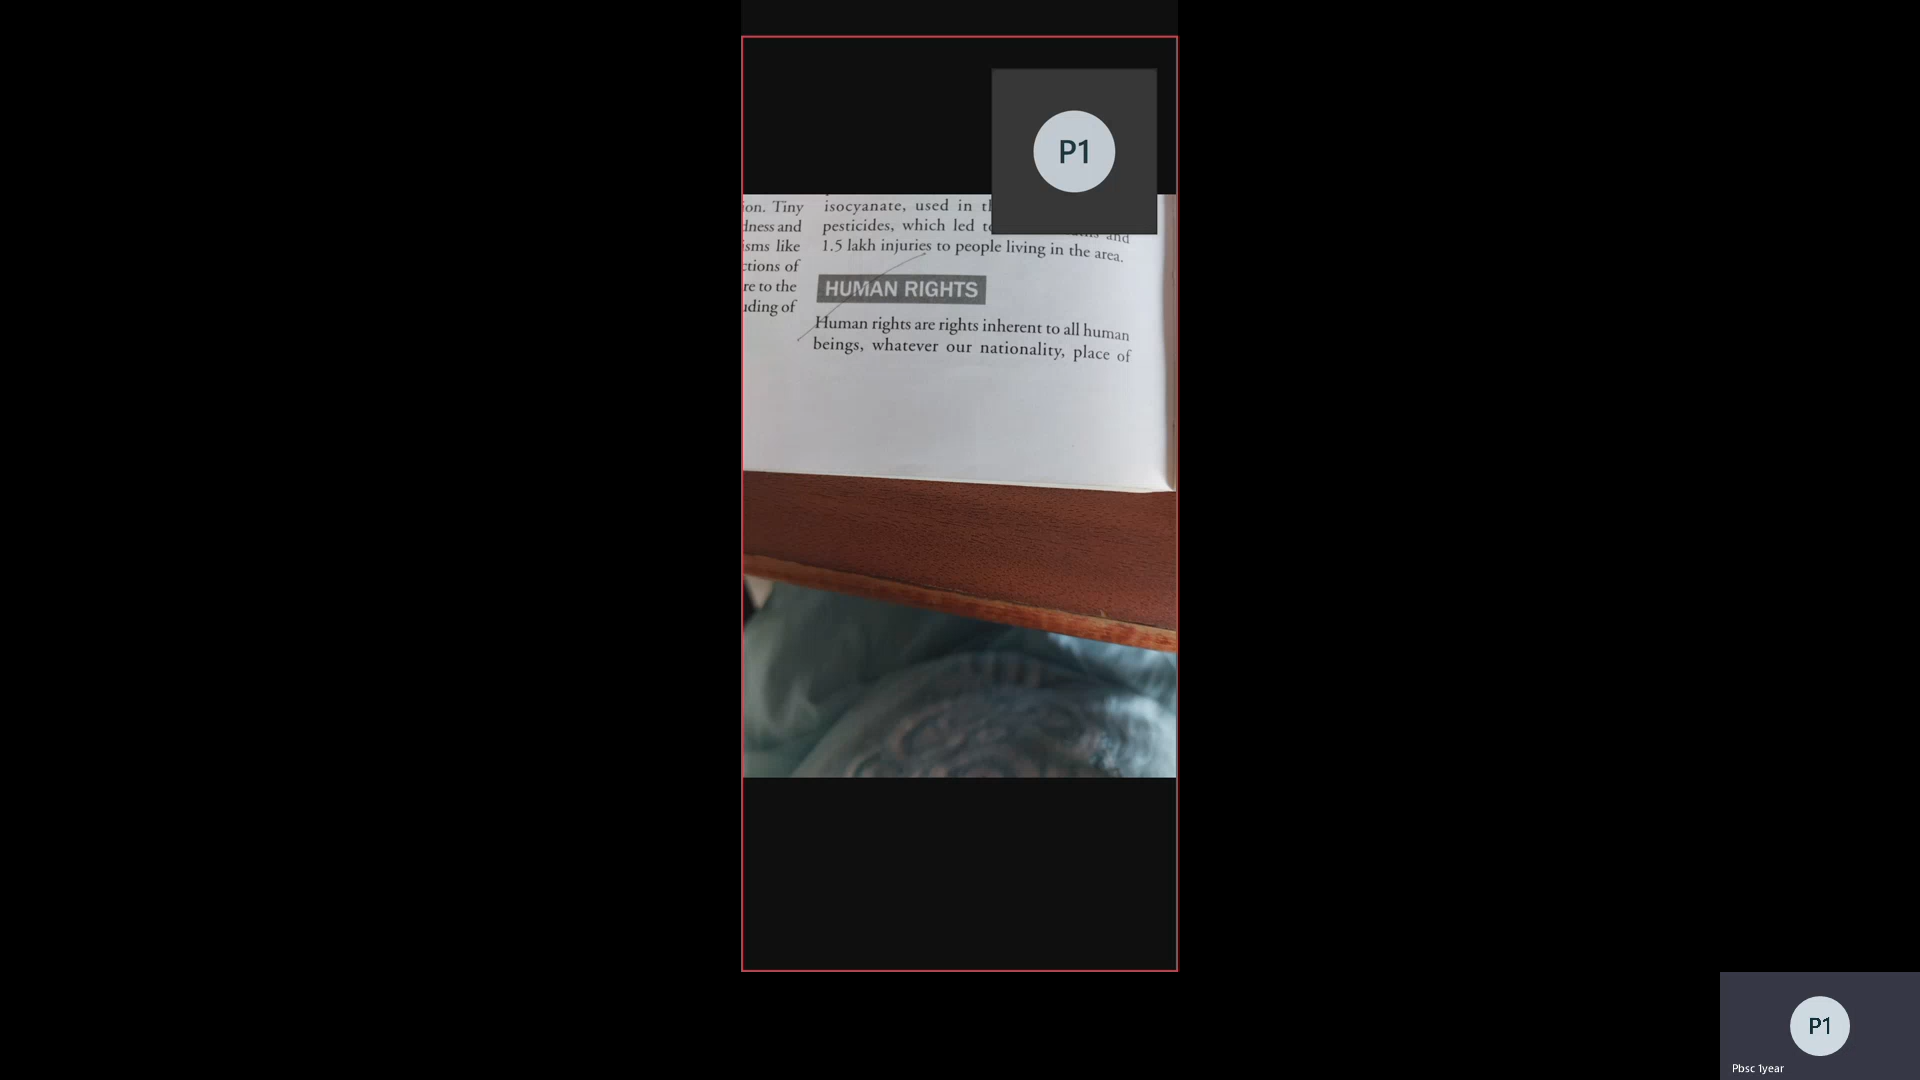 P1
ion. Tiny
dness and
isms like
ctions of
re to the
uding of
isocyanate, used in
pesticides, which led
and
1.5 lakh injuries to people living in the area.
HUMAN RIGHTS
Human rights are rights inherent to all human
beings, whatever our nationality, place of
P1
Pbsc 1year